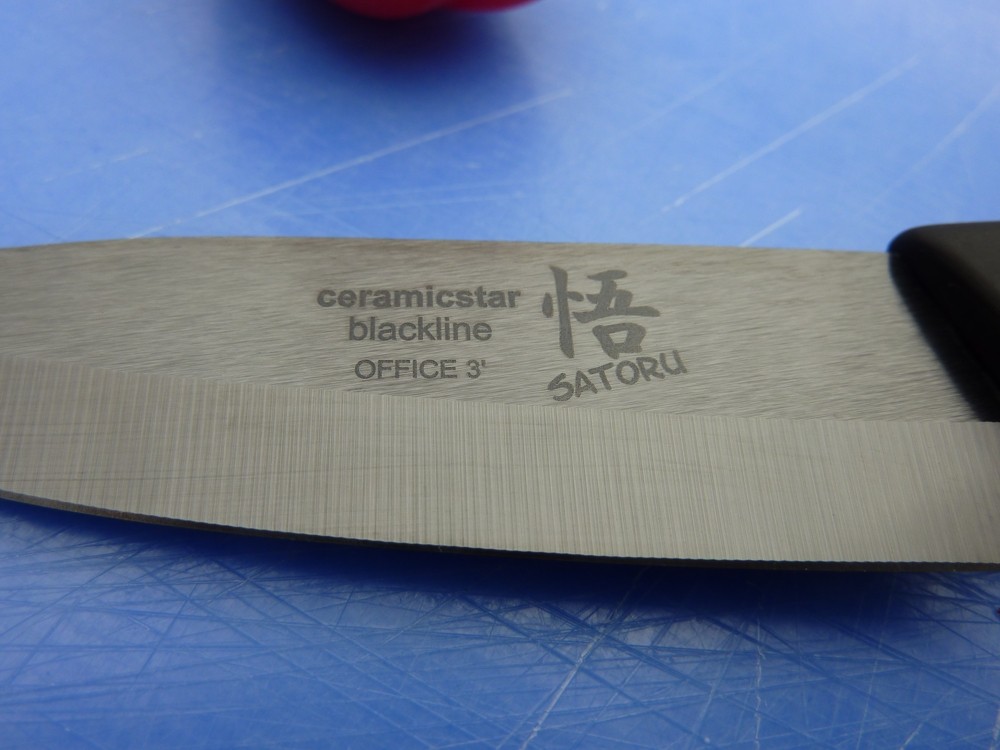 ceramicstar
blackline
OFFICE 3'
悟
SATORU